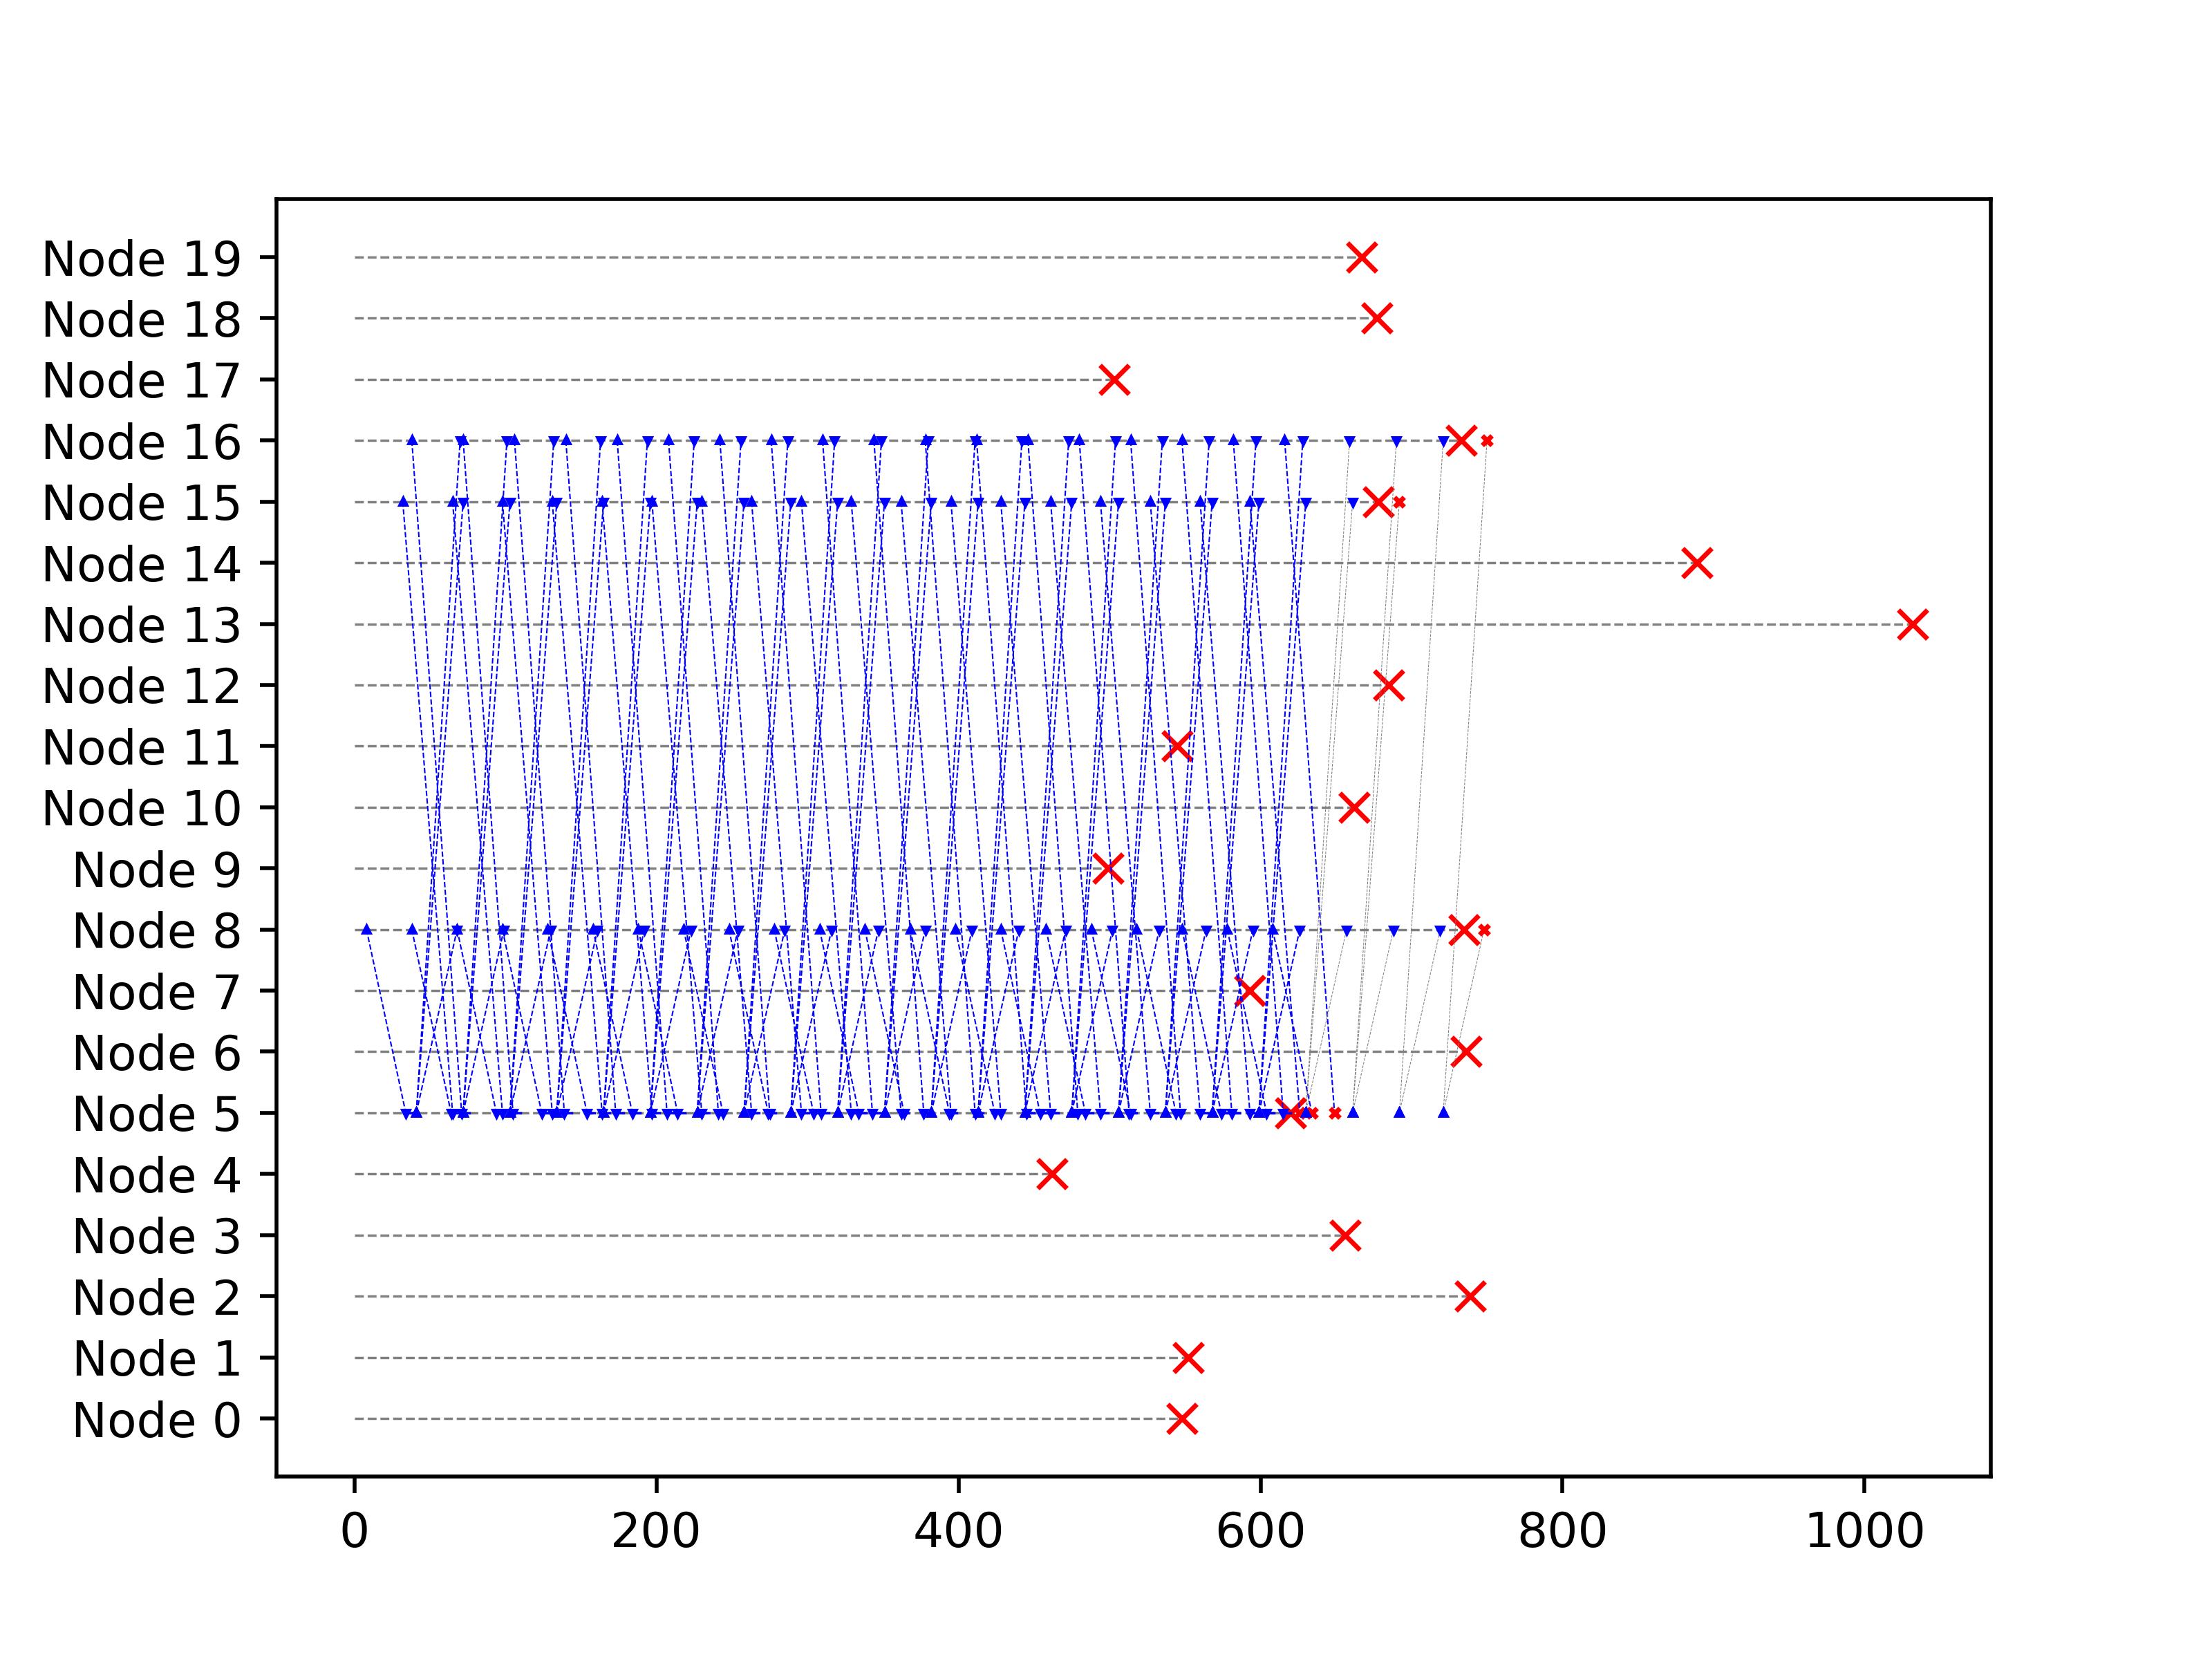 Node 19
Node 18
Node 17
Node 16
Node 15
Node 14
Node 13
Node 12
Node 11
Node 10
Node 9
Node 8
Node 7
Node 6
Node 5
Node 4
Node 3
Node 2
Node 1
Node 0
0 200 400 600 800 1000